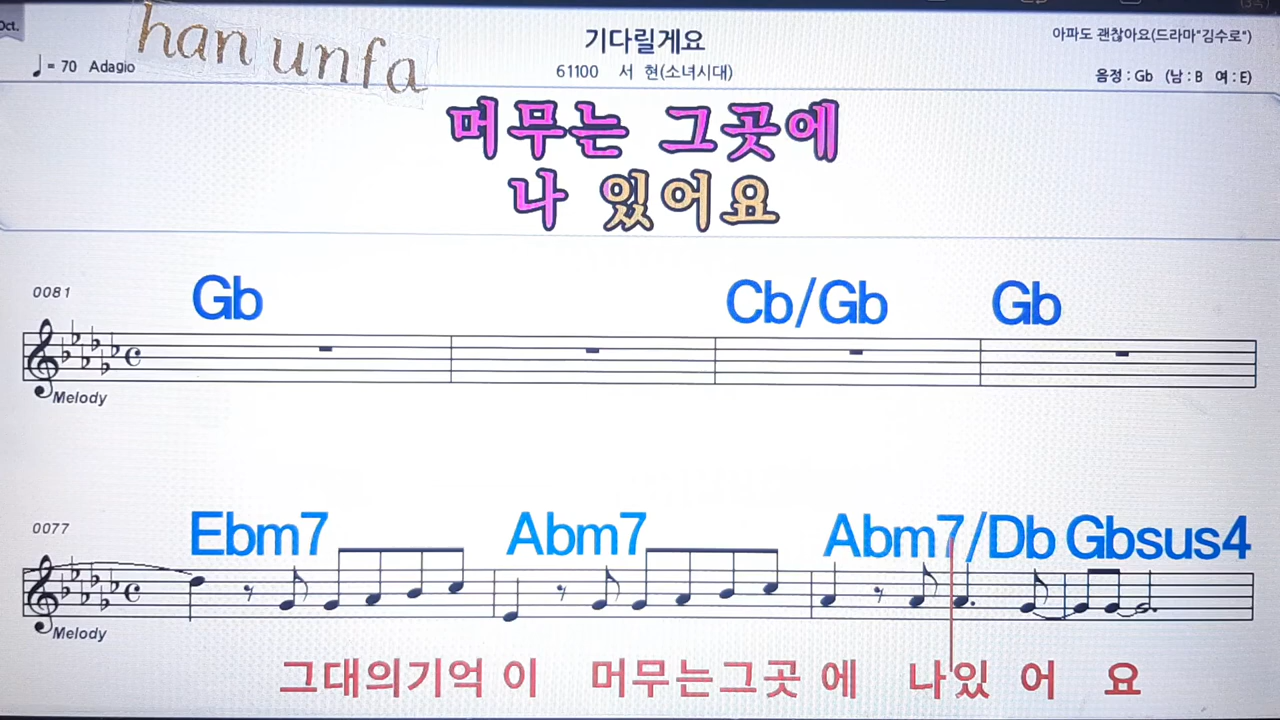 Oct.
han unfa
기다릴게요
아파도 괜찮아요(드라마"김수로")
♩= 70 Adagio
61100 서 현(소녀시대)
음정 : Gb (남 : B 여 : E)
머무는 그곳에
나 있어요
0081
Gb Cb/Gb Gb
Melody
0077
Ebm7 Abm7 Abm7/Db Gbsus4
Melody
그대의기억 이 머무는그곳 에 나있 어 요